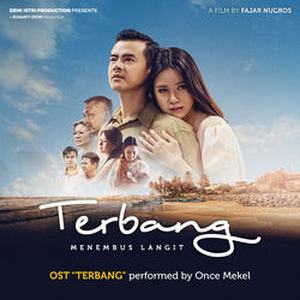 DEMI ISTRI PRODUCTION PRESENTS
A FILM BY FAJAR NUGROS
Terbang
MENEMBUS LANGIT
OST "TERBANG" performed by Once Mekel